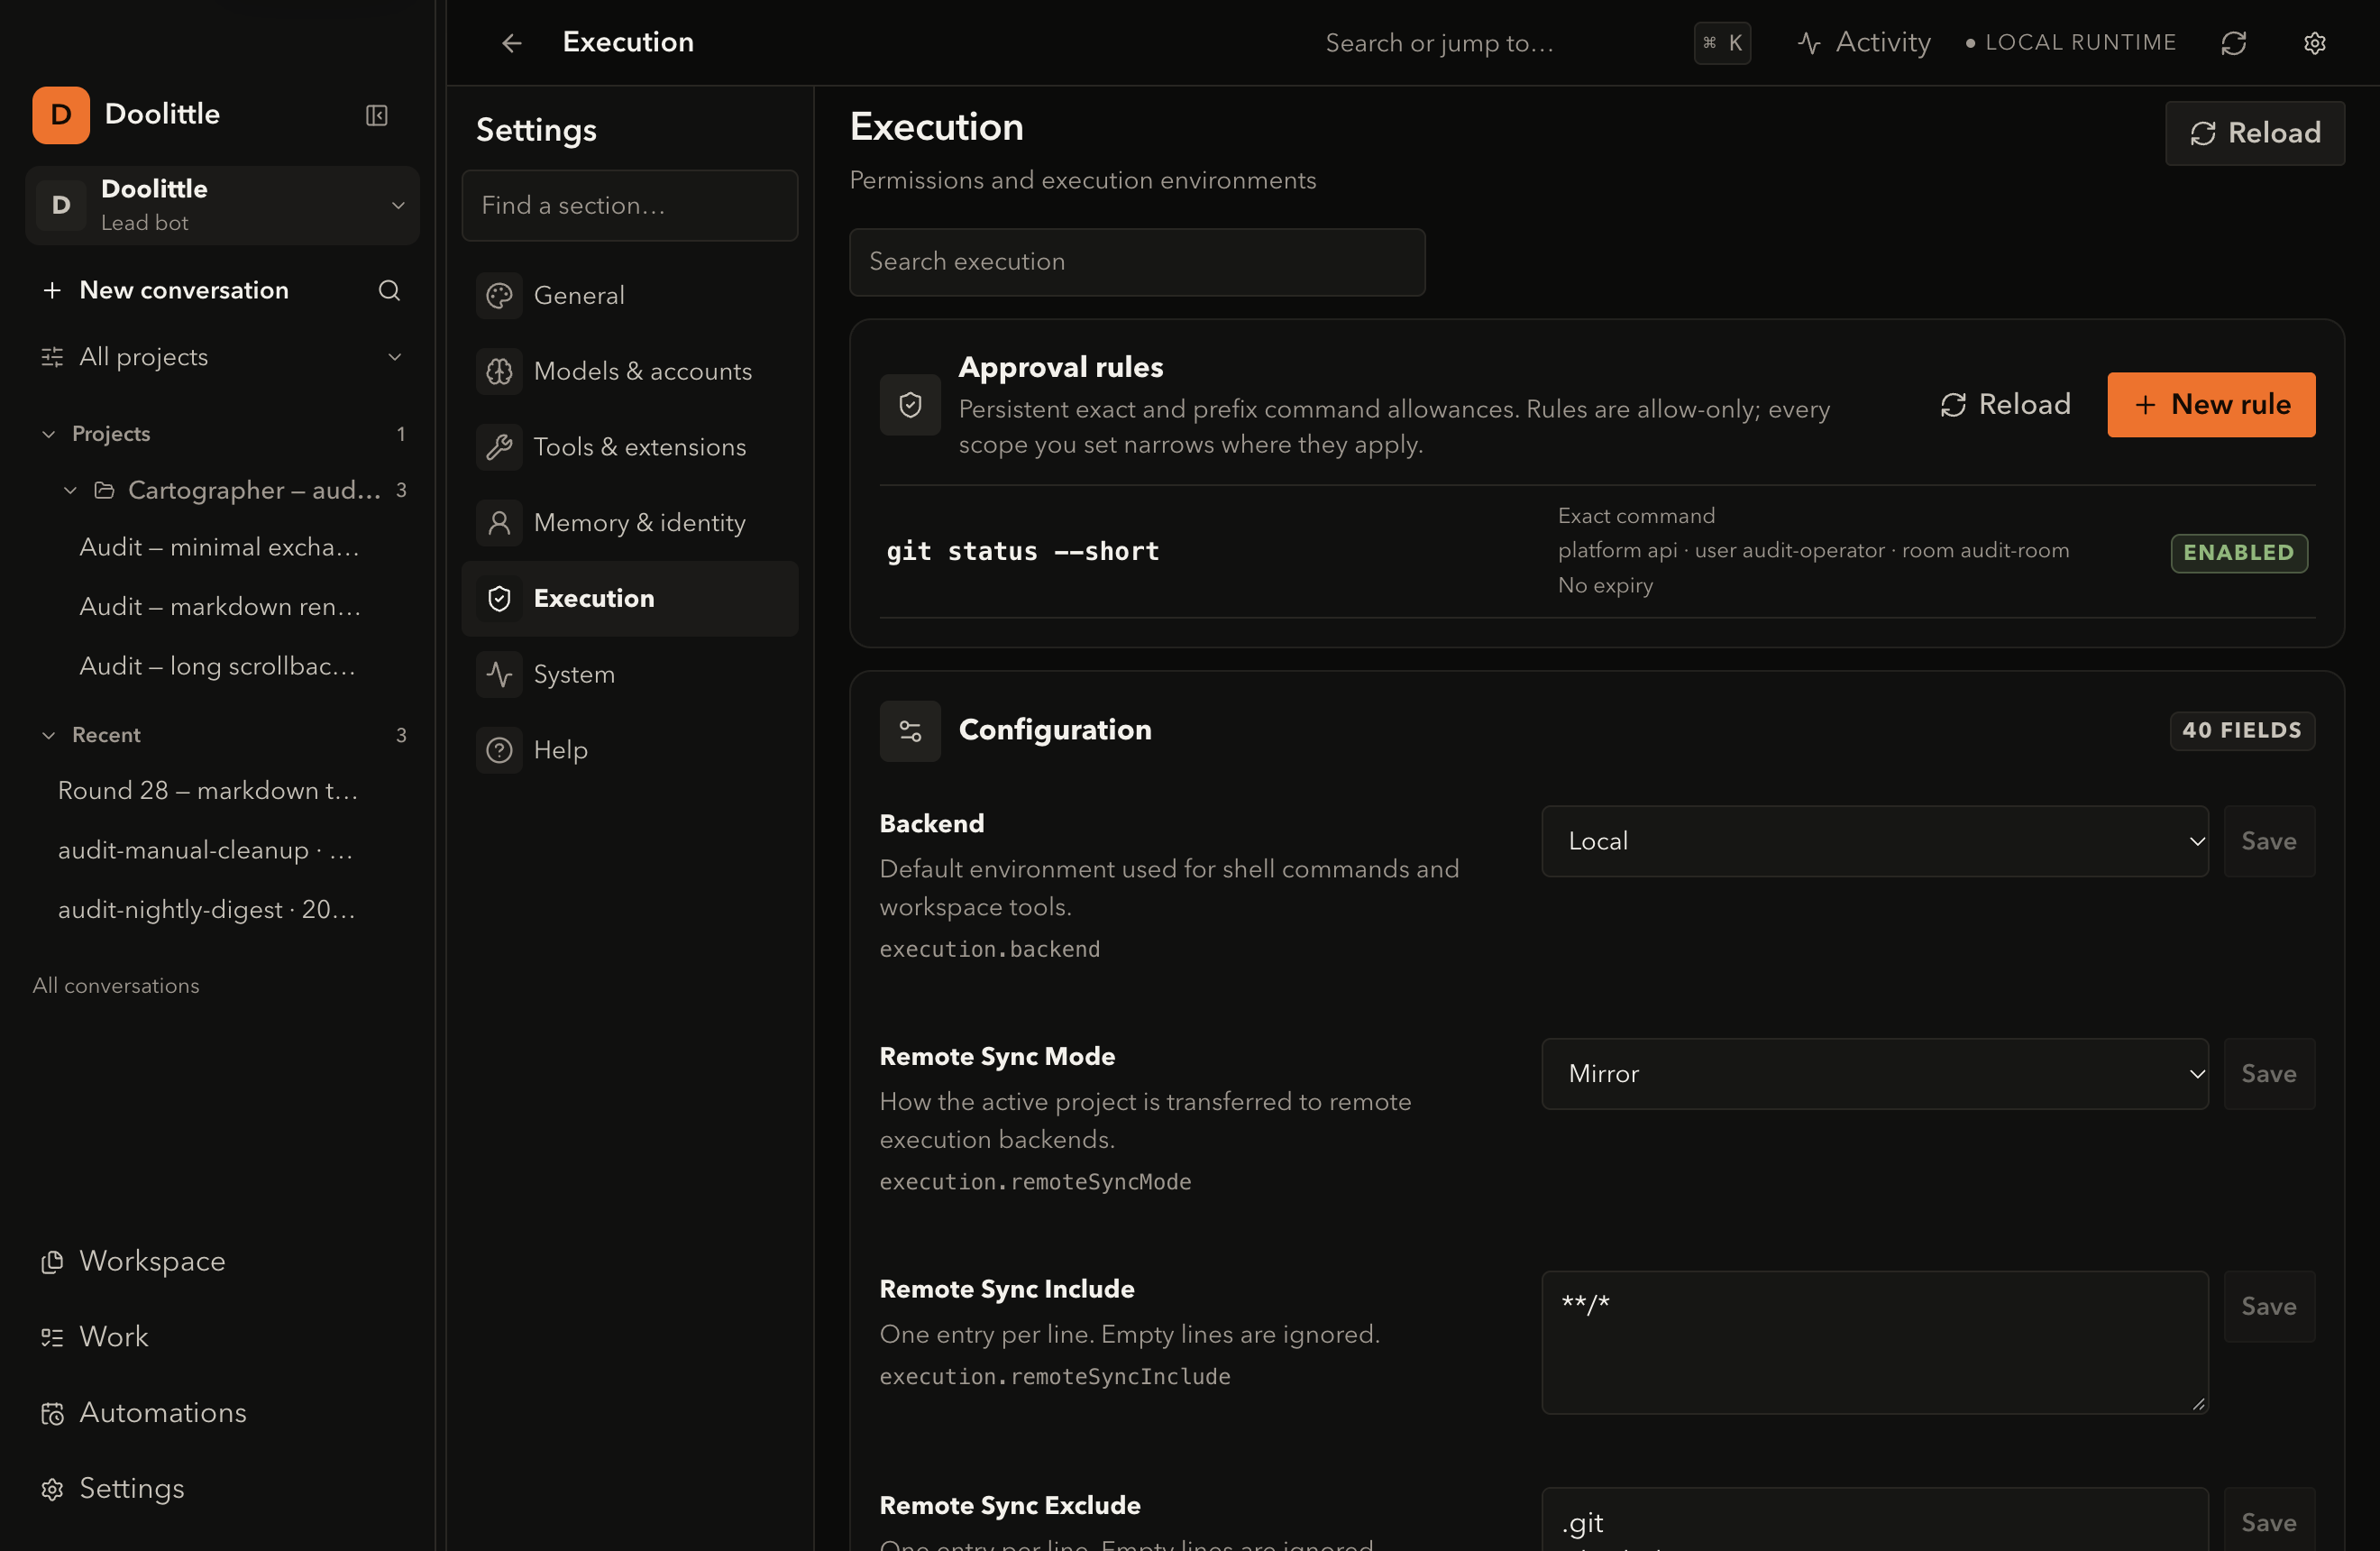 Doolittle
D
Doolittle
Lead bot
D
New conversation
All projects
Projects 1
Cartographer – aud… 3
Audit – minimal excha…
Audit – markdown ren…
Audit – long scrollbac…
Recent 3
Round 28 – markdown t…
audit-manual-cleanup · …
audit-nightly-digest · 20…
All conversations
Workspace
Work
Automations
Settings
Execution
Search or jump to…
⌘ K
Activity
LOCAL RUNTIME
Settings
Find a section…
General
Models & accounts
Tools & extensions
Memory & identity
Execution
System
Help
Execution
Permissions and execution environments
Reload
Search execution
Approval rules
Persistent exact and prefix command allowances. Rules are allow-only; every
scope you set narrows where they apply.
Reload
+ New rule
git status --short
Exact command
platform api · user audit-operator · room audit-room
No expiry
ENABLED
Configuration
40 FIELDS
Backend
Default environment used for shell commands and
workspace tools.
execution.backend
Local
Save
Remote Sync Mode
How the active project is transferred to remote
execution backends.
execution.remoteSyncMode
Mirror
Save
Remote Sync Include
One entry per line. Empty lines are ignored.
execution.remoteSyncInclude
**/*
Save
Remote Sync Exclude
One entry per line. Empty lines are ignored.
.git
Save